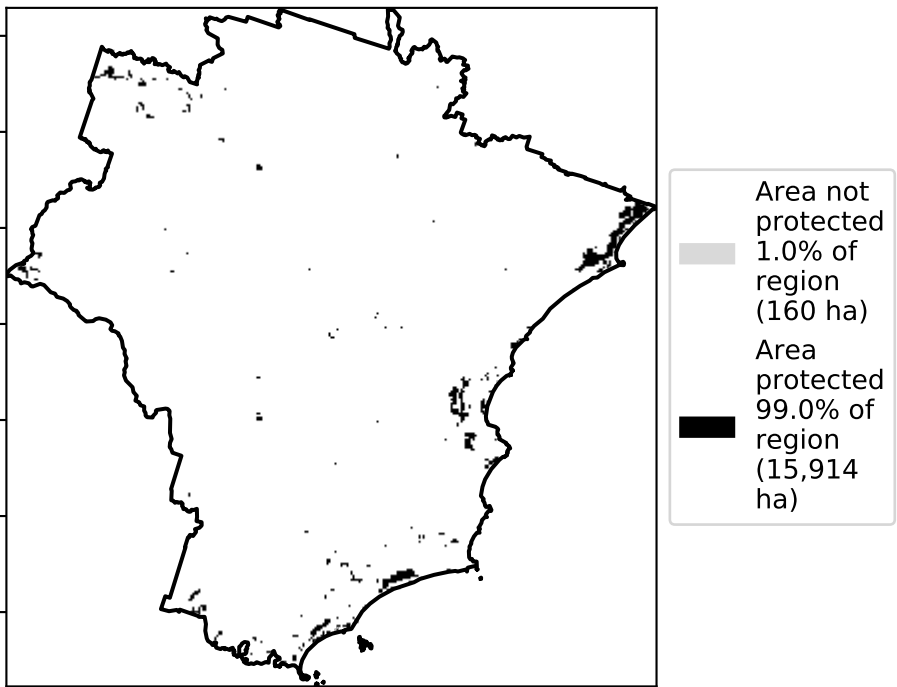 Area not
protected
1.0% of
region
(160 ha)
Area
protected
99.0% of
region
(15,914
ha)